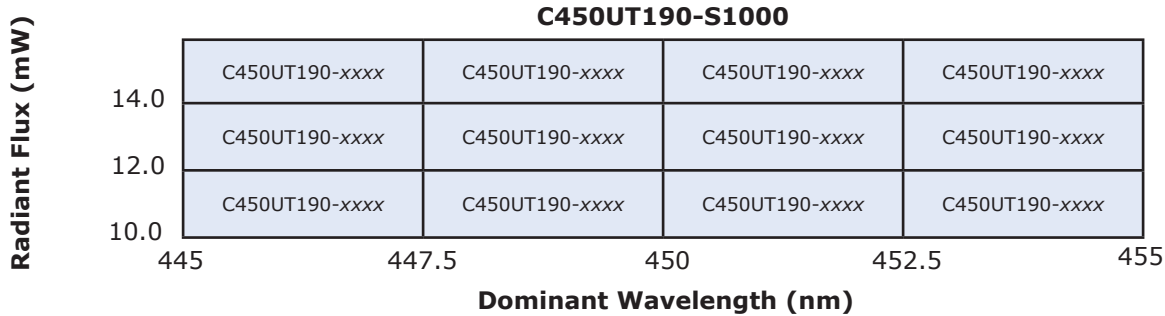 C450UT190-S1000
Radiant Flux (mW)
C450UT190-xxxx C450UT190-xxxx C450UT190-xxxx C450UT190-xxxx
14.0
C450UT190-xxxx C450UT190-xxxx C450UT190-xxxx C450UT190-xxxx
12.0
C450UT190-xxxx C450UT190-xxxx C450UT190-xxxx C450UT190-xxxx
10.0
445 447.5 450 452.5 455
Dominant Wavelength (nm)